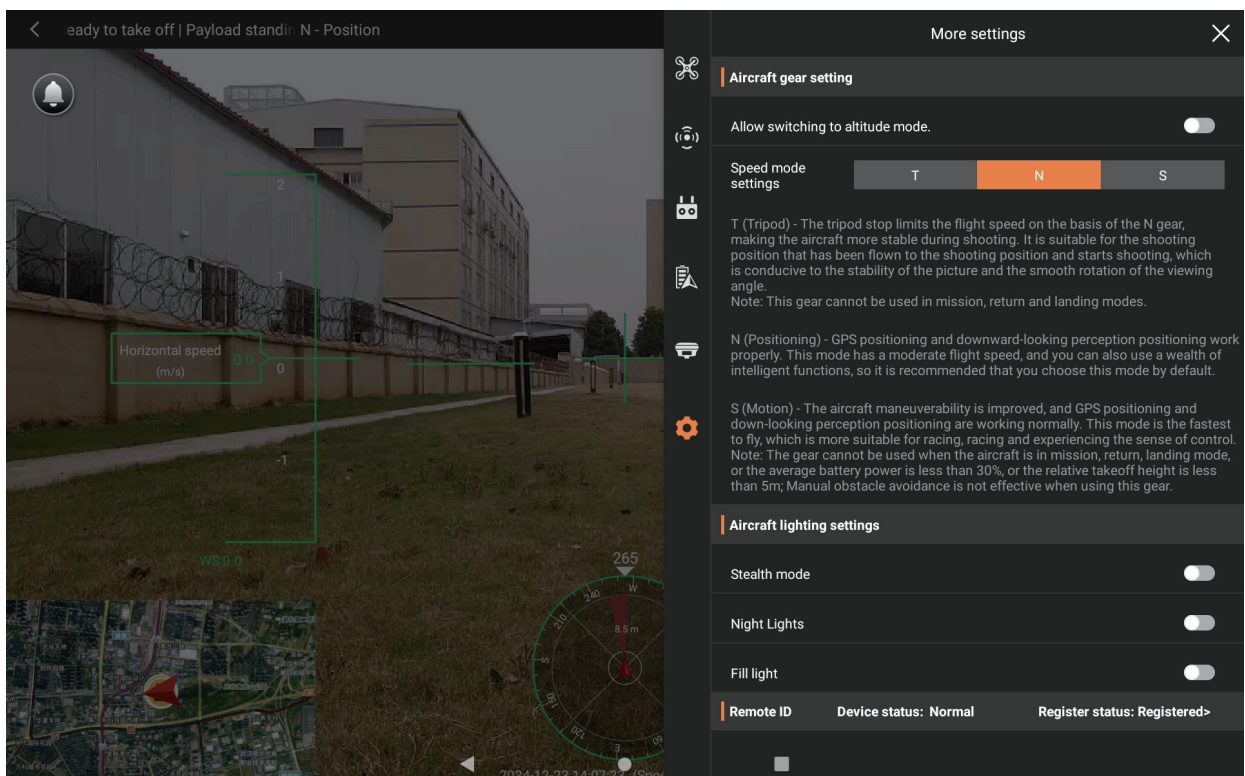 eady to take off | Payload standin N - Position
More settings
Aircraft gear setting
Allow switching to altitude mode.
Speed mode
settings
T
N
S
T (Tripod) - The tripod stop limits the flight speed on the basis of the N gear,
making the aircraft more stable during shooting. It is suitable for the shooting
position that has been flown to the shooting position and starts shooting, which
is conducive to the stability of the picture and the smooth rotation of the viewing
angle.
Note: This gear cannot be used in mission, return and landing modes.
N (Positioning) - GPS positioning and downward-looking perception positioning work
properly. This mode has a moderate flight speed, and you can also use a wealth of
intelligent functions, so it is recommended that you choose this mode by default.
S (Motion) - The aircraft maneuverability is improved, and GPS positioning and
down-looking perception positioning are working normally. This mode is the fastest
to fly, which is more suitable for racing, racing and experiencing the sense of control.
Note: The gear cannot be used when the aircraft is in mission, return, landing mode,
or the average battery power is less than 30%, or the relative takeoff height is less
than 5m; Manual obstacle avoidance is not effective when using this gear.
Aircraft lighting settings
Stealth mode
Night Lights
Fill light
Remote ID Device status: Normal Register status: Registered>
2
1
Horizontal speed
(m/s)
0.0
0
-1
WS 0.0
265
W
240
210
S
150
120
E
60
8.5 m
2024-12-23 14:07:27